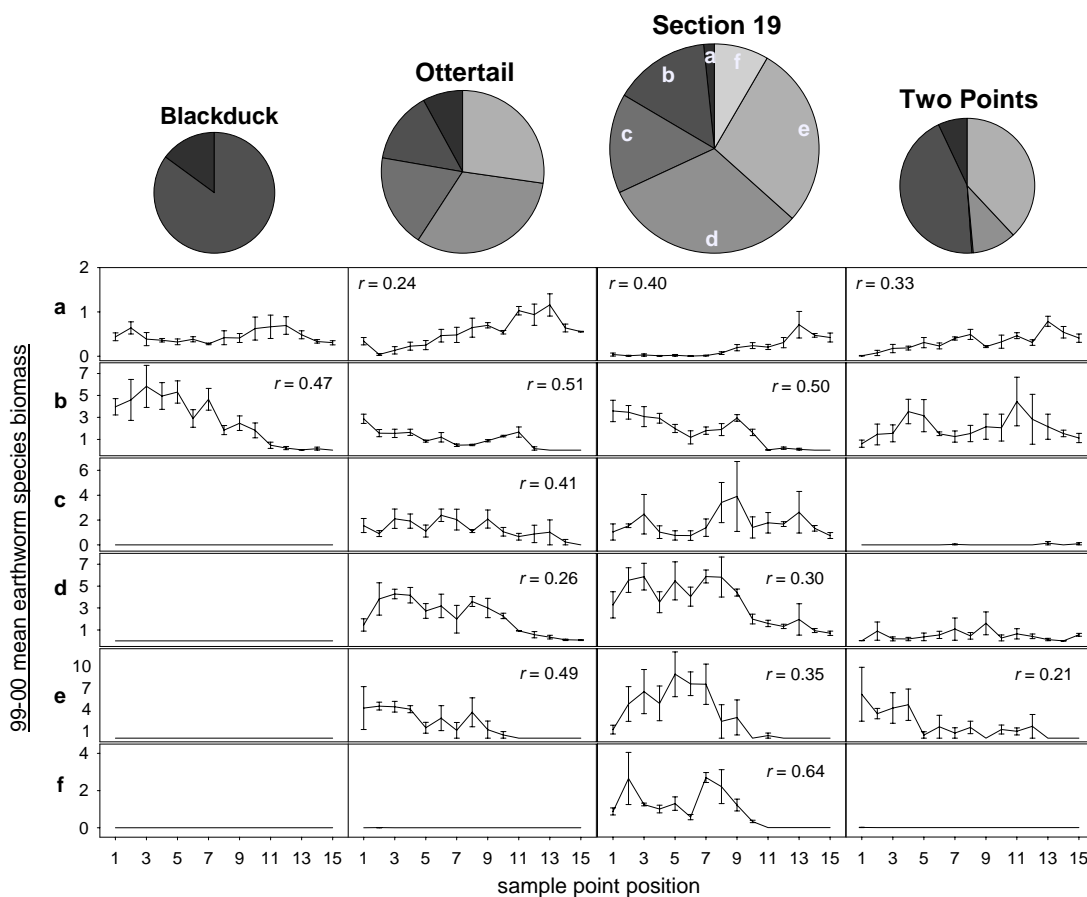 Section 19
Ottertail
Two Points
Blackduck
a
f
b
c
e
d
99-00 mean earthworm species biomass
a
2
1
0
r = 0.24
r = 0.40
r = 0.33
b
7
5
3
1
r = 0.47
r = 0.51
r = 0.50
c
6
4
2
0
r = 0.41
d
7
5
3
1
r = 0.26
r = 0.30
e
10
7
4
1
r = 0.49
r = 0.35
r = 0.21
f
4
2
0
r = 0.64
1 3 5 7 9 11 13 15 1 3 5 7 9 11 13 15 1 3 5 7 9 11 13 15 1 3 5 7 9 11 13 15
sample point position